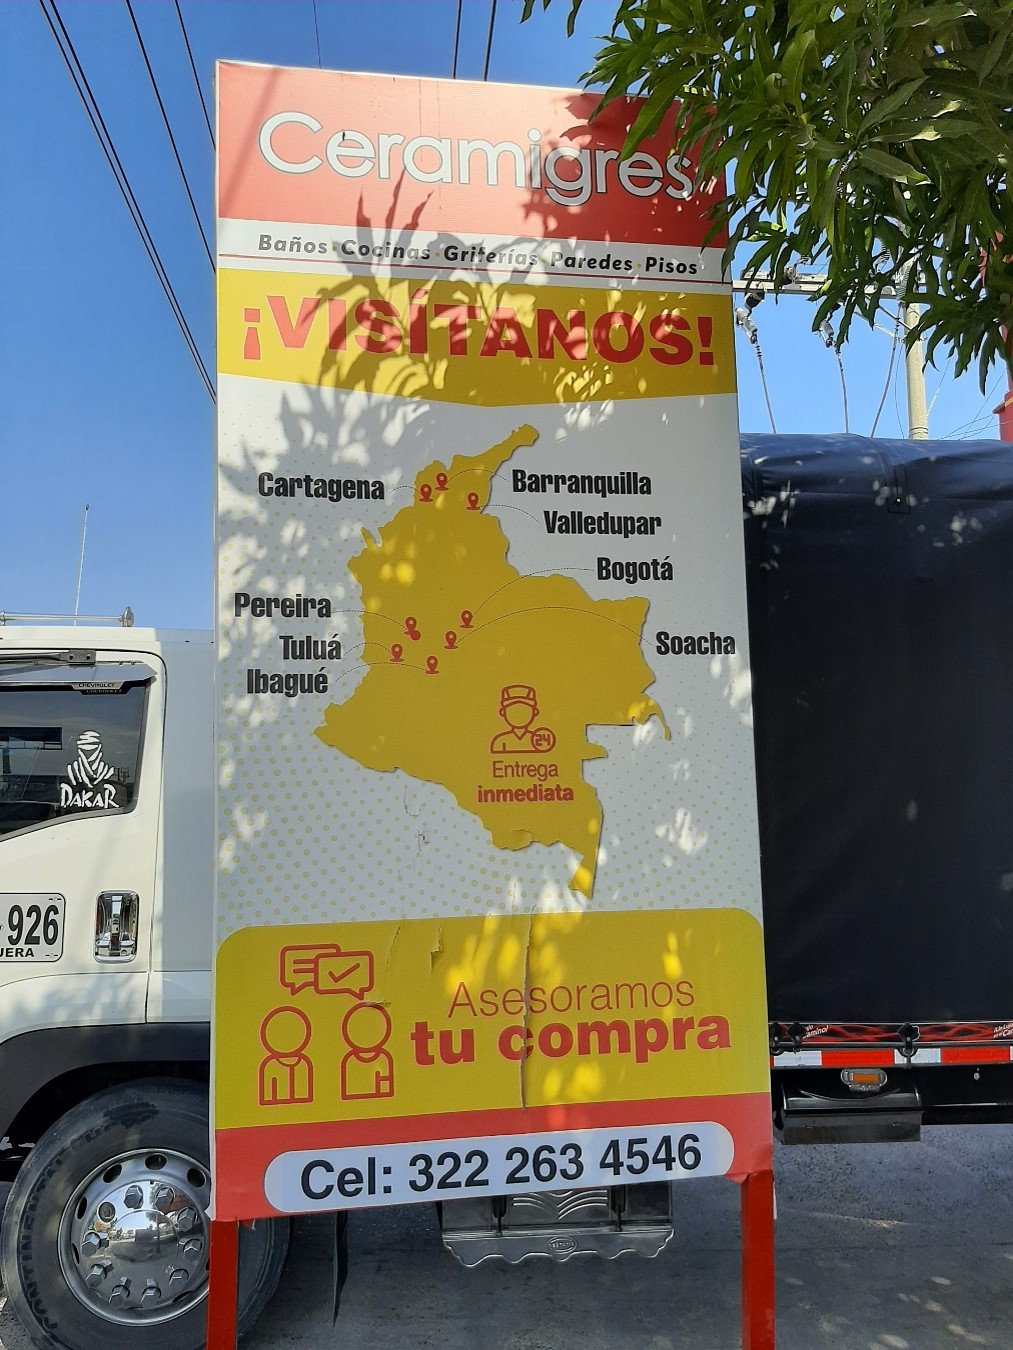 Ceramigres
Baños·Cocinas·Griferías·Paredes·Pisos
¡VISÍTANOS!
Cartagena
Barranquilla
Valledupar
Bogotá
Pereira
Tuluá
Soacha
Ibagué
24
Entrega
inmediata
Asesoramos
tu compra
Cel: 322 263 4546
CHEVROLET
DAKAR
926